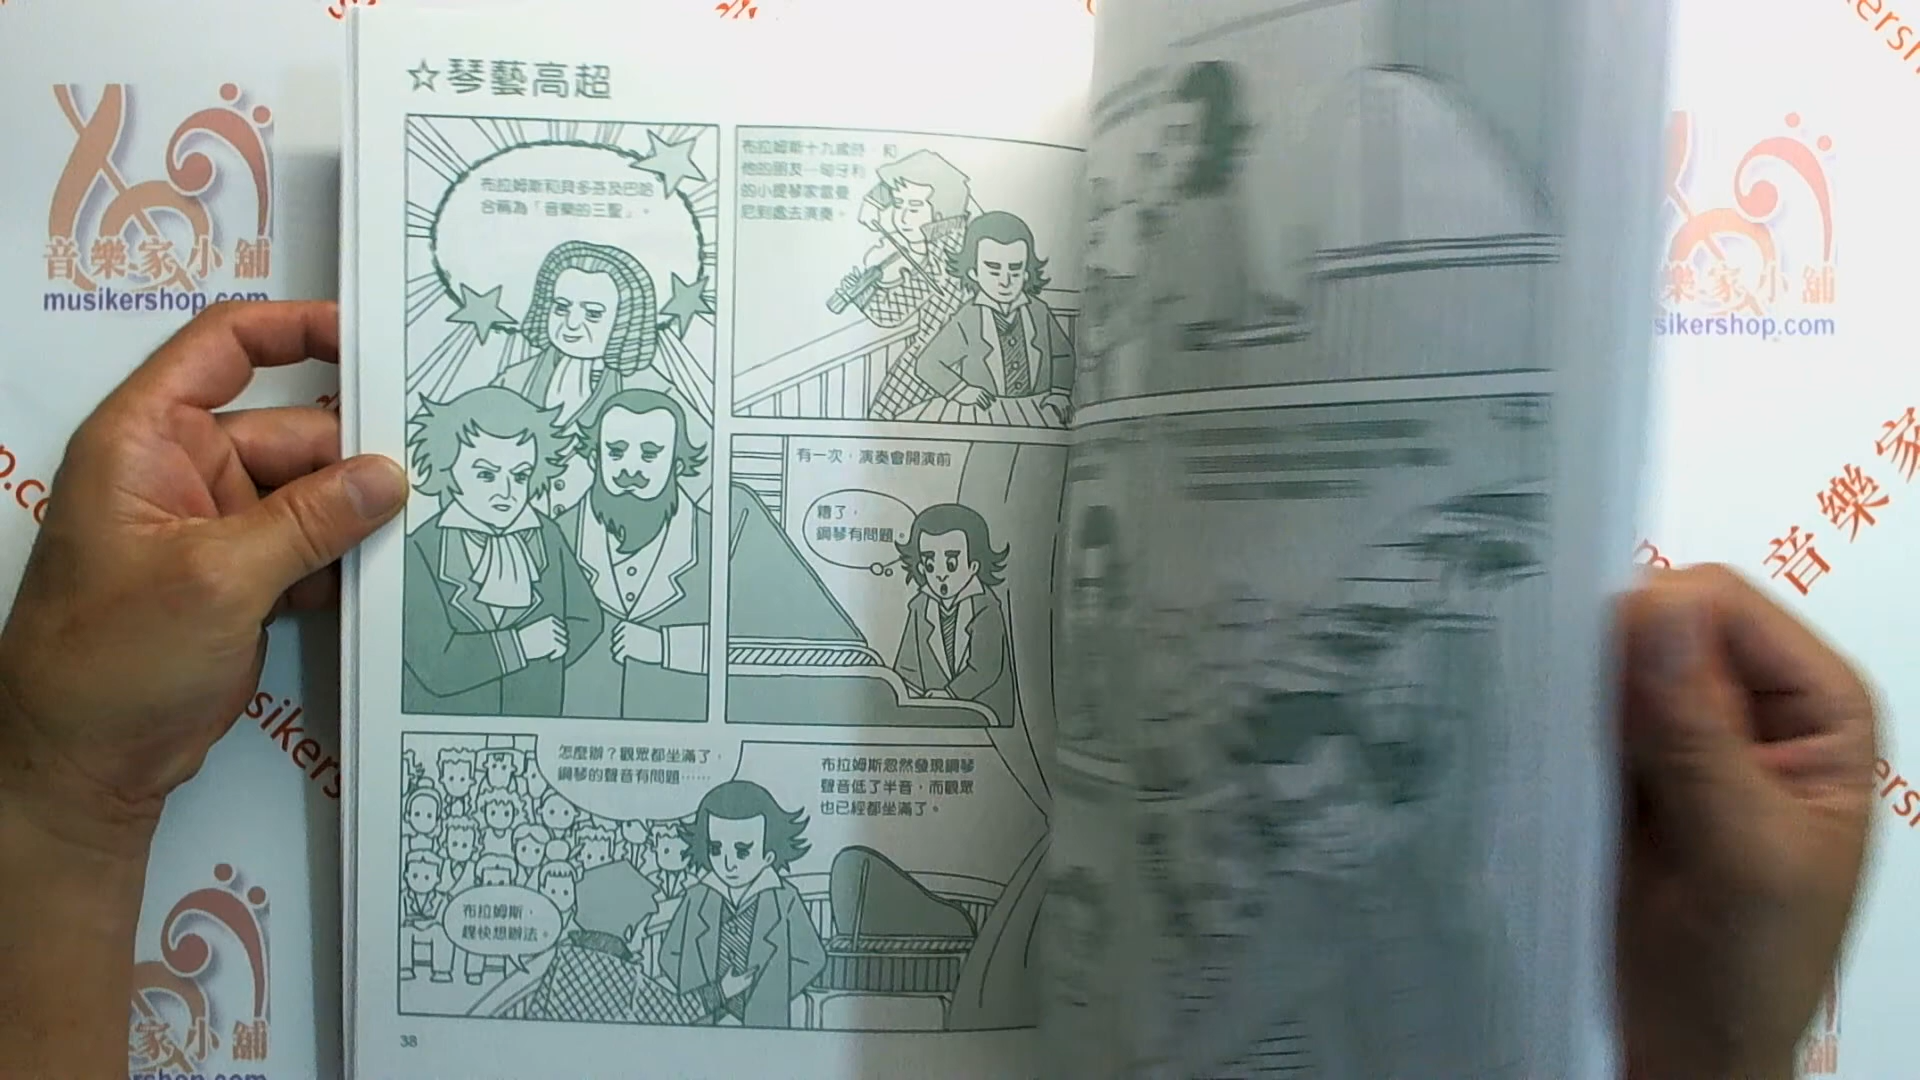 ☆琴藝高超
布拉姆斯和貝多芬及巴哈
合稱為「音樂的三聖」。
布拉姆斯十九歲時，和
他的朋友—匈牙利
的小提琴家雷曼
尼到處去演奏。
有一次，演奏會開演前
糟了，
鋼琴有問題。
怎麼辦？觀眾都坐滿了，
鋼琴的聲音有問題……
布拉姆斯忽然發現鋼琴
聲音低了半音，而觀眾
也已經都坐滿了。
布拉姆斯，
趕快想辦法。
38
音樂家小舖
musikershop.com
樂家小舖
sikershop.com
音樂家
sikers
家小舖